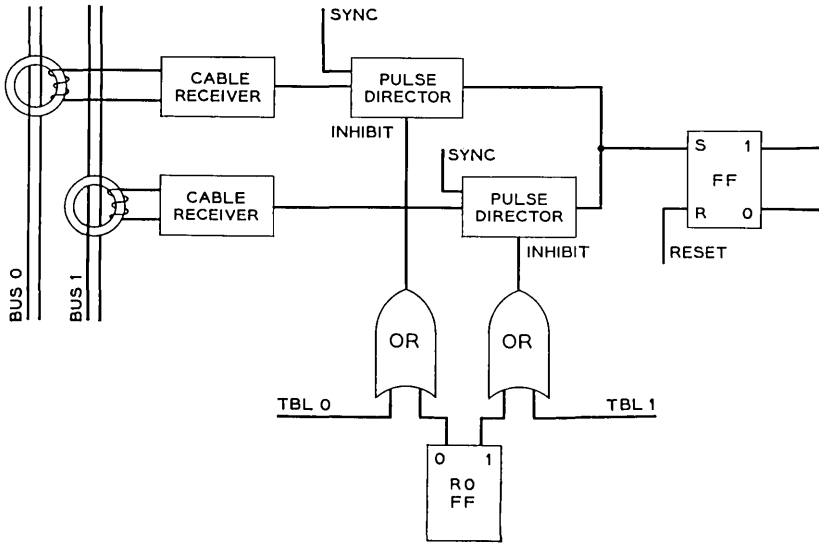 SYNC
CABLE
RECEIVER
PULSE
DIRECTOR
INHIBIT
SYNC
CABLE
RECEIVER
PULSE
DIRECTOR
INHIBIT
S 1
FF
R 0
RESET
BUS 0
BUS 1
OR
OR
TBL 0
TBL 1
0 1
R0
FF